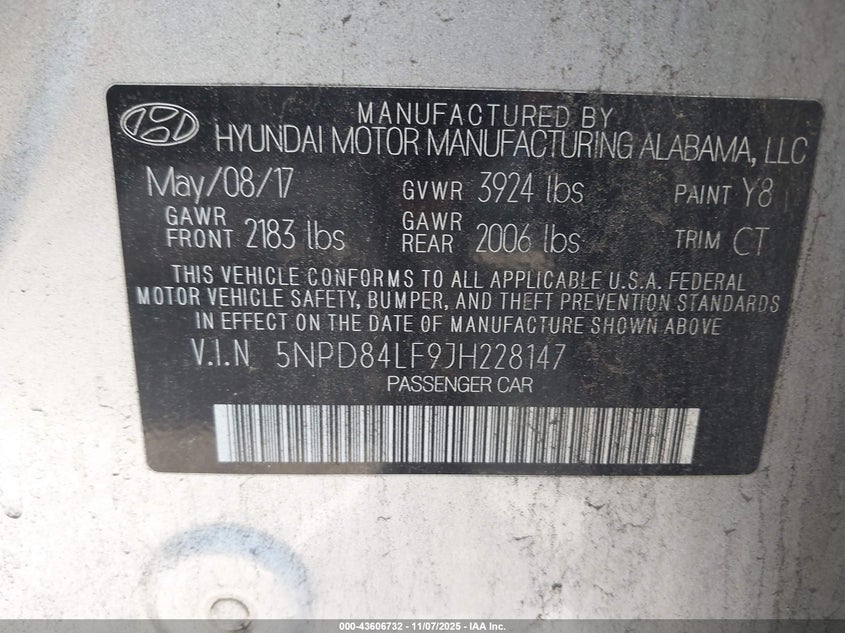 MANUFACTURED BY
HYUNDAI MOTOR MANUFACTURING ALABAMA, LLC
May/08/17 GVWR 3924 lbs PAINT Y8
GAWR FRONT 2183 lbs GAWR REAR 2006 lbs TRIM CT
THIS VEHICLE CONFORMS TO ALL APPLICABLE U.S.A. FEDERAL
MOTOR VEHICLE SAFETY, BUMPER, AND THEFT PREVENTION STANDARDS
IN EFFECT ON THE DATE OF MANUFACTURE SHOWN ABOVE
V.I.N 5NPD84LF9JH228147
PASSENGER CAR
000-43606732 - 11/07/2025 - IAA Inc.